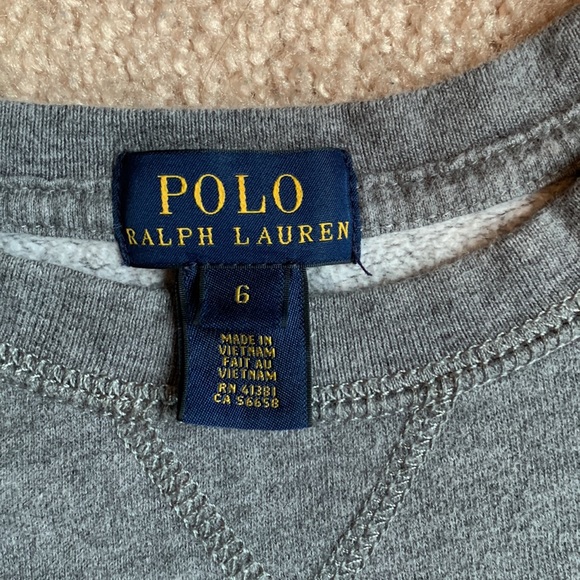 POLO
RALPH LAUREN
6
MADE IN
VIETNAM
FAIT AU
VIETNAM
RN 41381
CA 56658